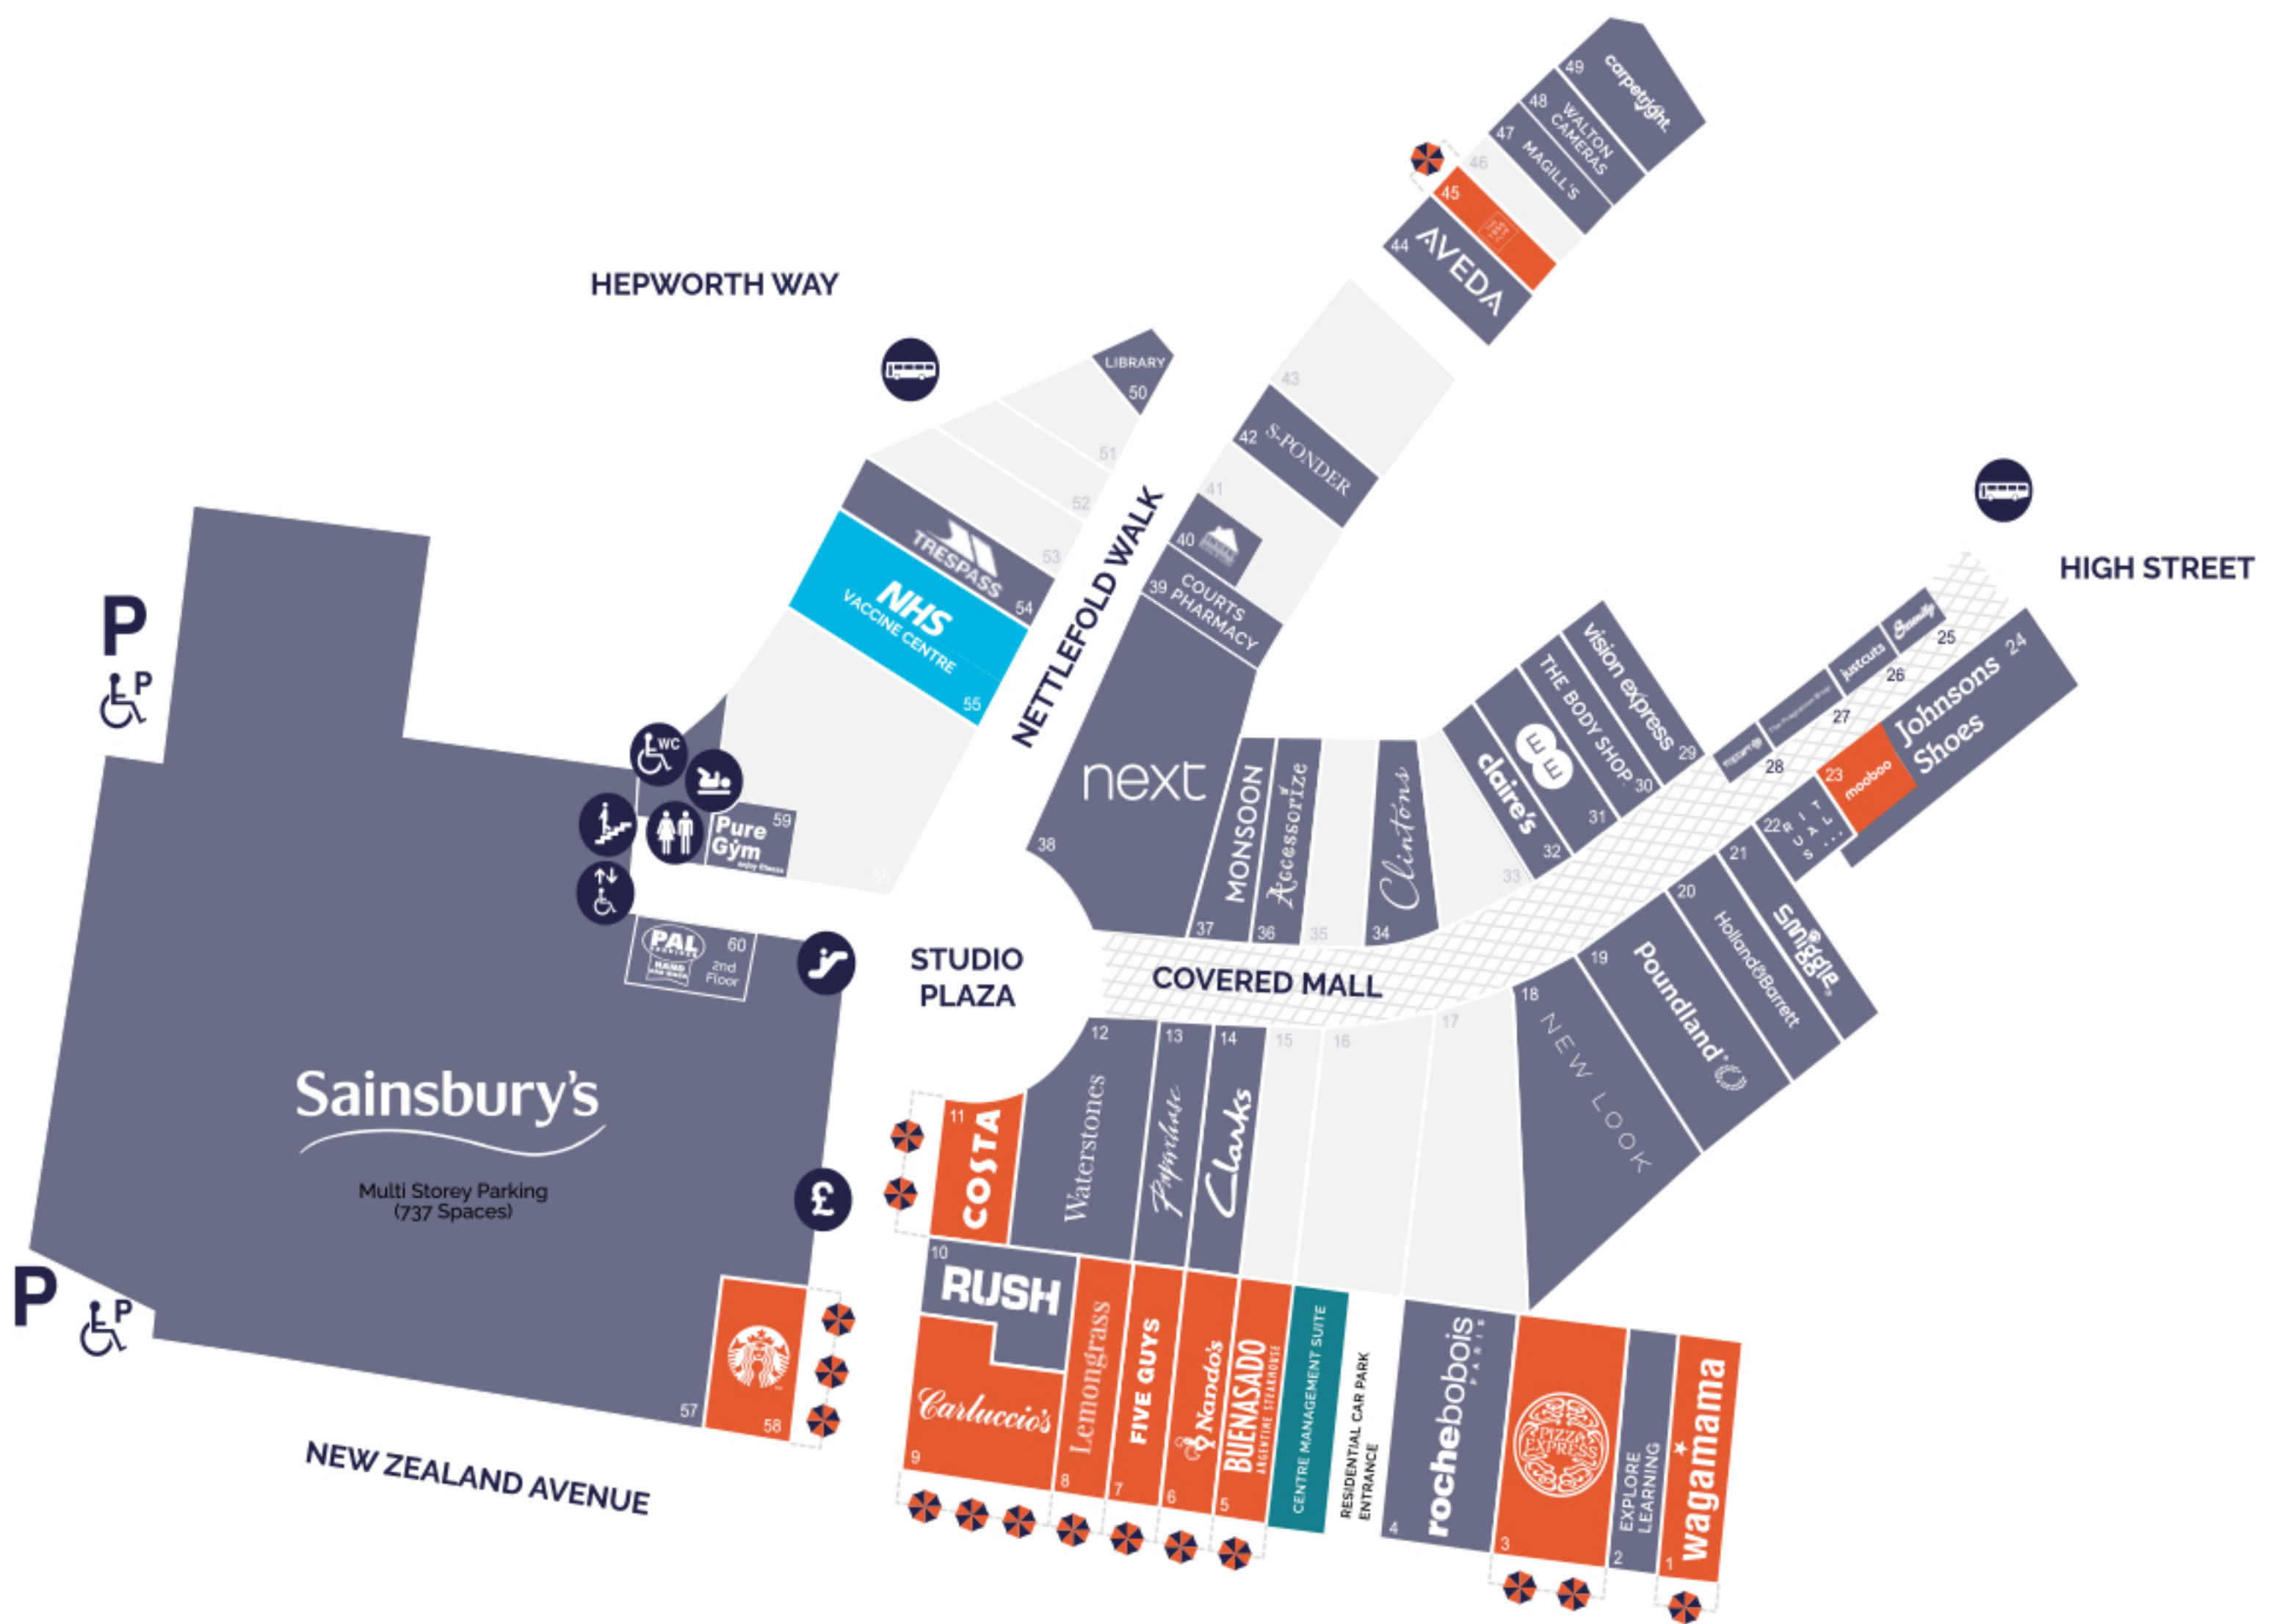 49
carpetright.
48
WALTON
CAMERAS
47
MAGILL'S
46
45
44
AVEDA
HEPWORTH WAY
LIBRARY
50
43
42
S-PONDER
51
41
52
40
53
TRESPASS
54
NHS
VACCINE CENTRE
55
39
COURTS
PHARMACY
NETTLEFOLD WALK
HIGH STREET
P
P
WC
Pure
Gym
59
enjoy fitness
56
next
38
MONSOON
37
Accessorize
36
35
Clintons
34
33
claire's
32
EE
31
THE BODY SHOP
30
vision express
29
28
27
justcuts
26
Serenity
25
24
Johnsons
Shoes
23
mooboo
22
RITUALS...
21
smiggle
20
Holland&Barrett
19
Poundland
18
NEW LOOK
17
PAL
60
2nd
Floor
HAND
STUDIO
PLAZA
COVERED MALL
12
Waterstones
13
Paperchase
14
Clarks
15
16
11
COSTA
Sainsbury's
Multi Storey Parking
(737 Spaces)
£
P
P
57
58
10
RUSH
Carluccio's
9
Lemongrass
8
FIVE GUYS
7
Nando's
6
BUENASADO
ARGENTINE STEAKHOUSE
5
CENTRE MANAGEMENT SUITE
RESIDENTIAL CAR PARK
ENTRANCE
rochebobois
PARIS
4
PIZZA
EXPRESS
3
EXPLORE
LEARNING
2
wagamama
1
NEW ZEALAND AVENUE